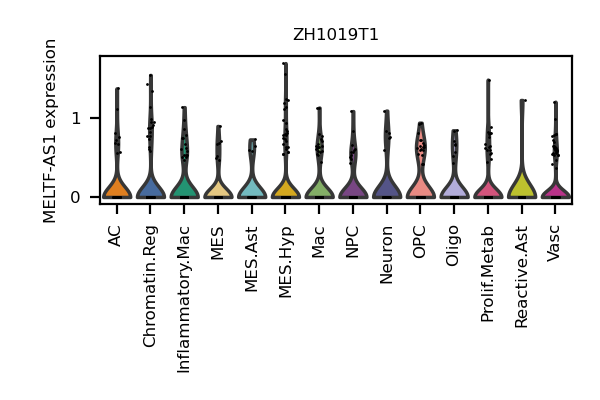 ZH1019T1
MELTF-AS1 expression
1
0
AC
Chromatin.Reg
Inflammatory.Mac
MES
MES.Ast
MES.Hyp
Mac
NPC
Neuron
OPC
Oligo
Prolif.Metab
Reactive.Ast
Vasc